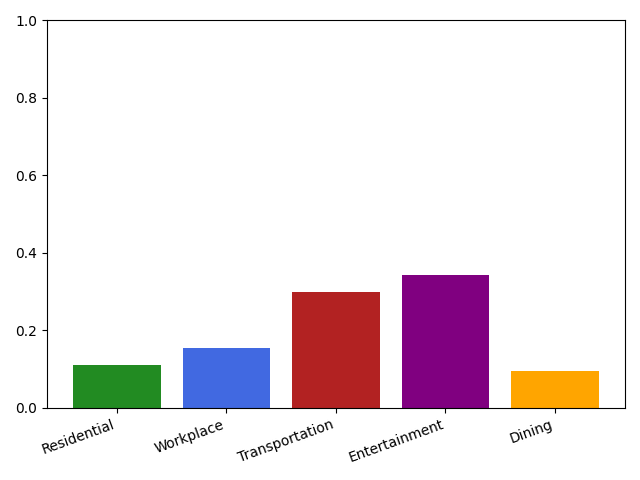 1.0
0.8
0.6
0.4
0.2
0.0
Residential
Workplace
Transportation
Entertainment
Dining